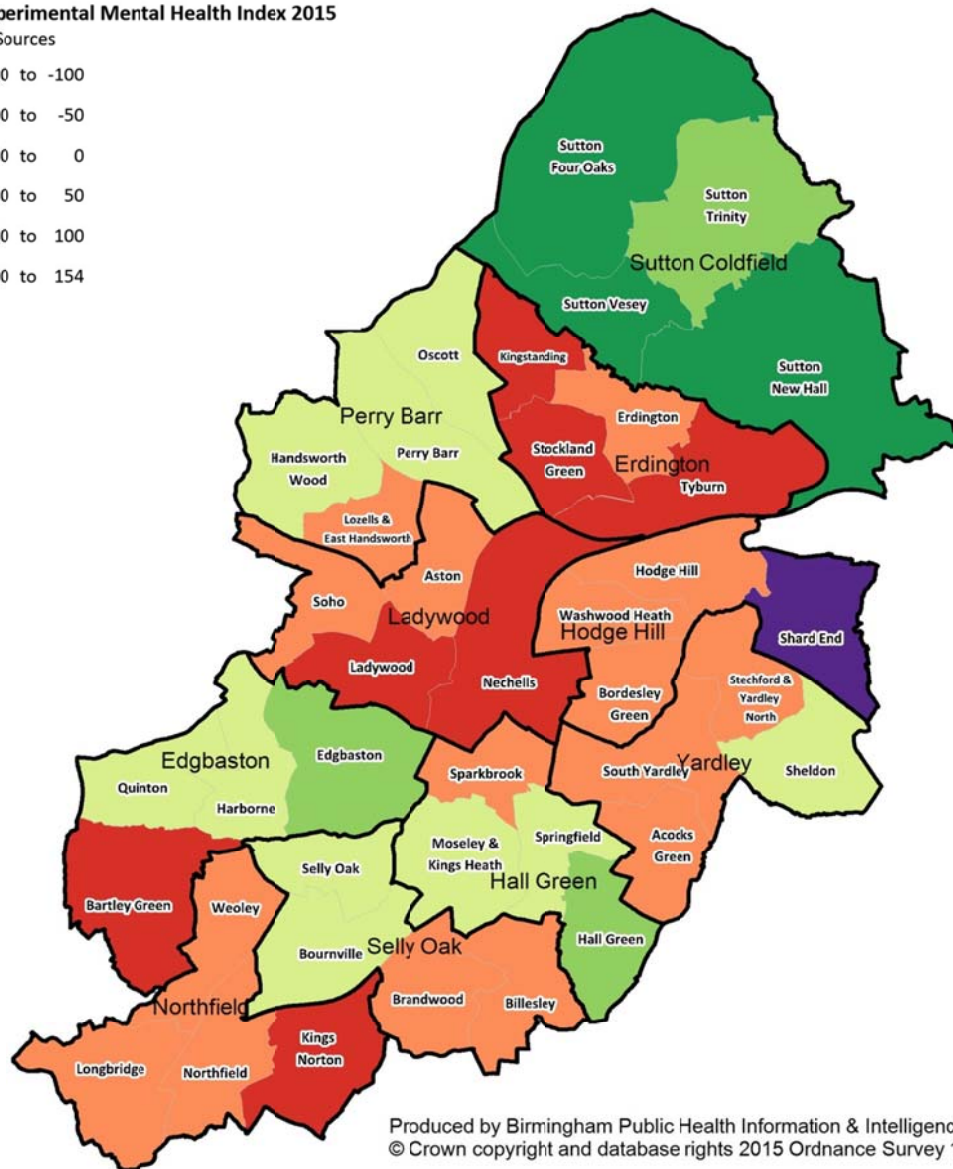 perimental Mental Health Index 2015
Sources
0 to -100
0 to -50
0 to 0
0 to 50
0 to 100
0 to 154
Sutton
Four Oaks
Sutton
Trinity
Sutton Coldfield
Sutton Vesey
Sutton
New Hall
Oscott
Kingstanding
Perry Barr
Erdington
Handsworth
Wood
Perry Barr
Stockland
Green
Erdington
Tyburn
Lozells &
East Handsworth
Aston
Hodge Hill
Soho
Ladywood
Washwood Heath
Hodge Hill
Shard End
Ladywood
Nechells
Bordesley
Green
Stechford &
Yardley
North
Edgbaston
Edgbaston
Quinton
Harborne
Sparkbrook
South Yardley
Yardley
Sheldon
Moseley &
Kings Heath
Springfield
Acocks
Green
Hall Green
Selly Oak
Bartley Green
Weoley
Hall Green
Bournville
Selly Oak
Brandwood
Billesley
Northfield
Kings
Norton
Longbridge
Northfield
Produced by Birmingham Public Health Information & Intelligenc
© Crown copyright and database rights 2015 Ordnance Survey